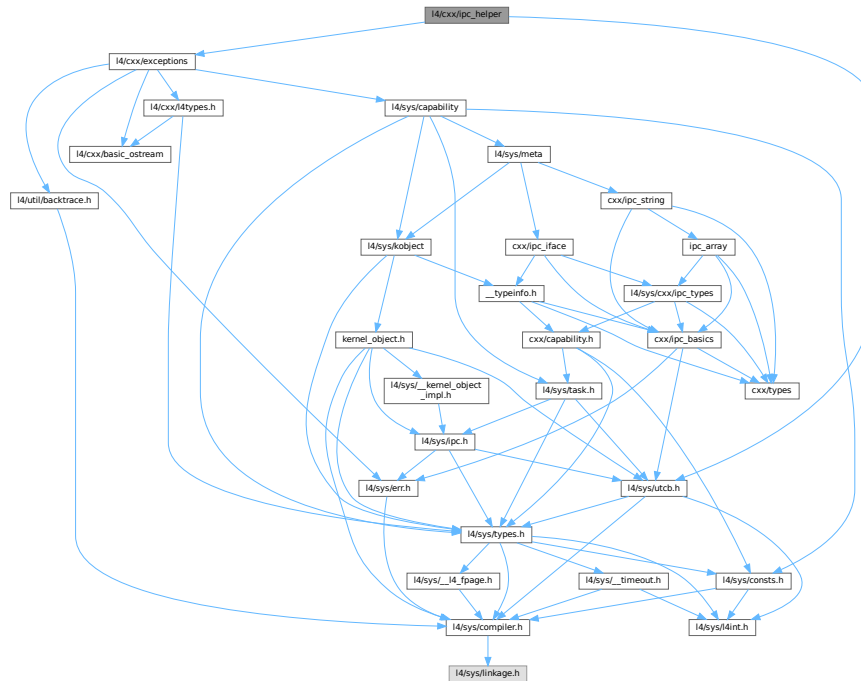 l4/cxx/ipc_helper
l4/cxx/exceptions
l4/cxx/l4types.h
l4/sys/capability
l4/cxx/basic_ostream
l4/sys/meta
l4/util/backtrace.h
cxx/ipc_string
l4/sys/kobject
cxx/ipc_iface
ipc_array
__typeinfo.h
l4/sys/cxx/ipc_types
kernel_object.h
cxx/capability.h
cxx/ipc_basics
l4/sys/__kernel_object
_impl.h
l4/sys/task.h
cxx/types
l4/sys/ipc.h
l4/sys/err.h
l4/sys/utcb.h
l4/sys/types.h
l4/sys/__l4_fpage.h
l4/sys/__timeout.h
l4/sys/consts.h
l4/sys/compiler.h
l4/sys/l4int.h
l4/sys/linkage.h